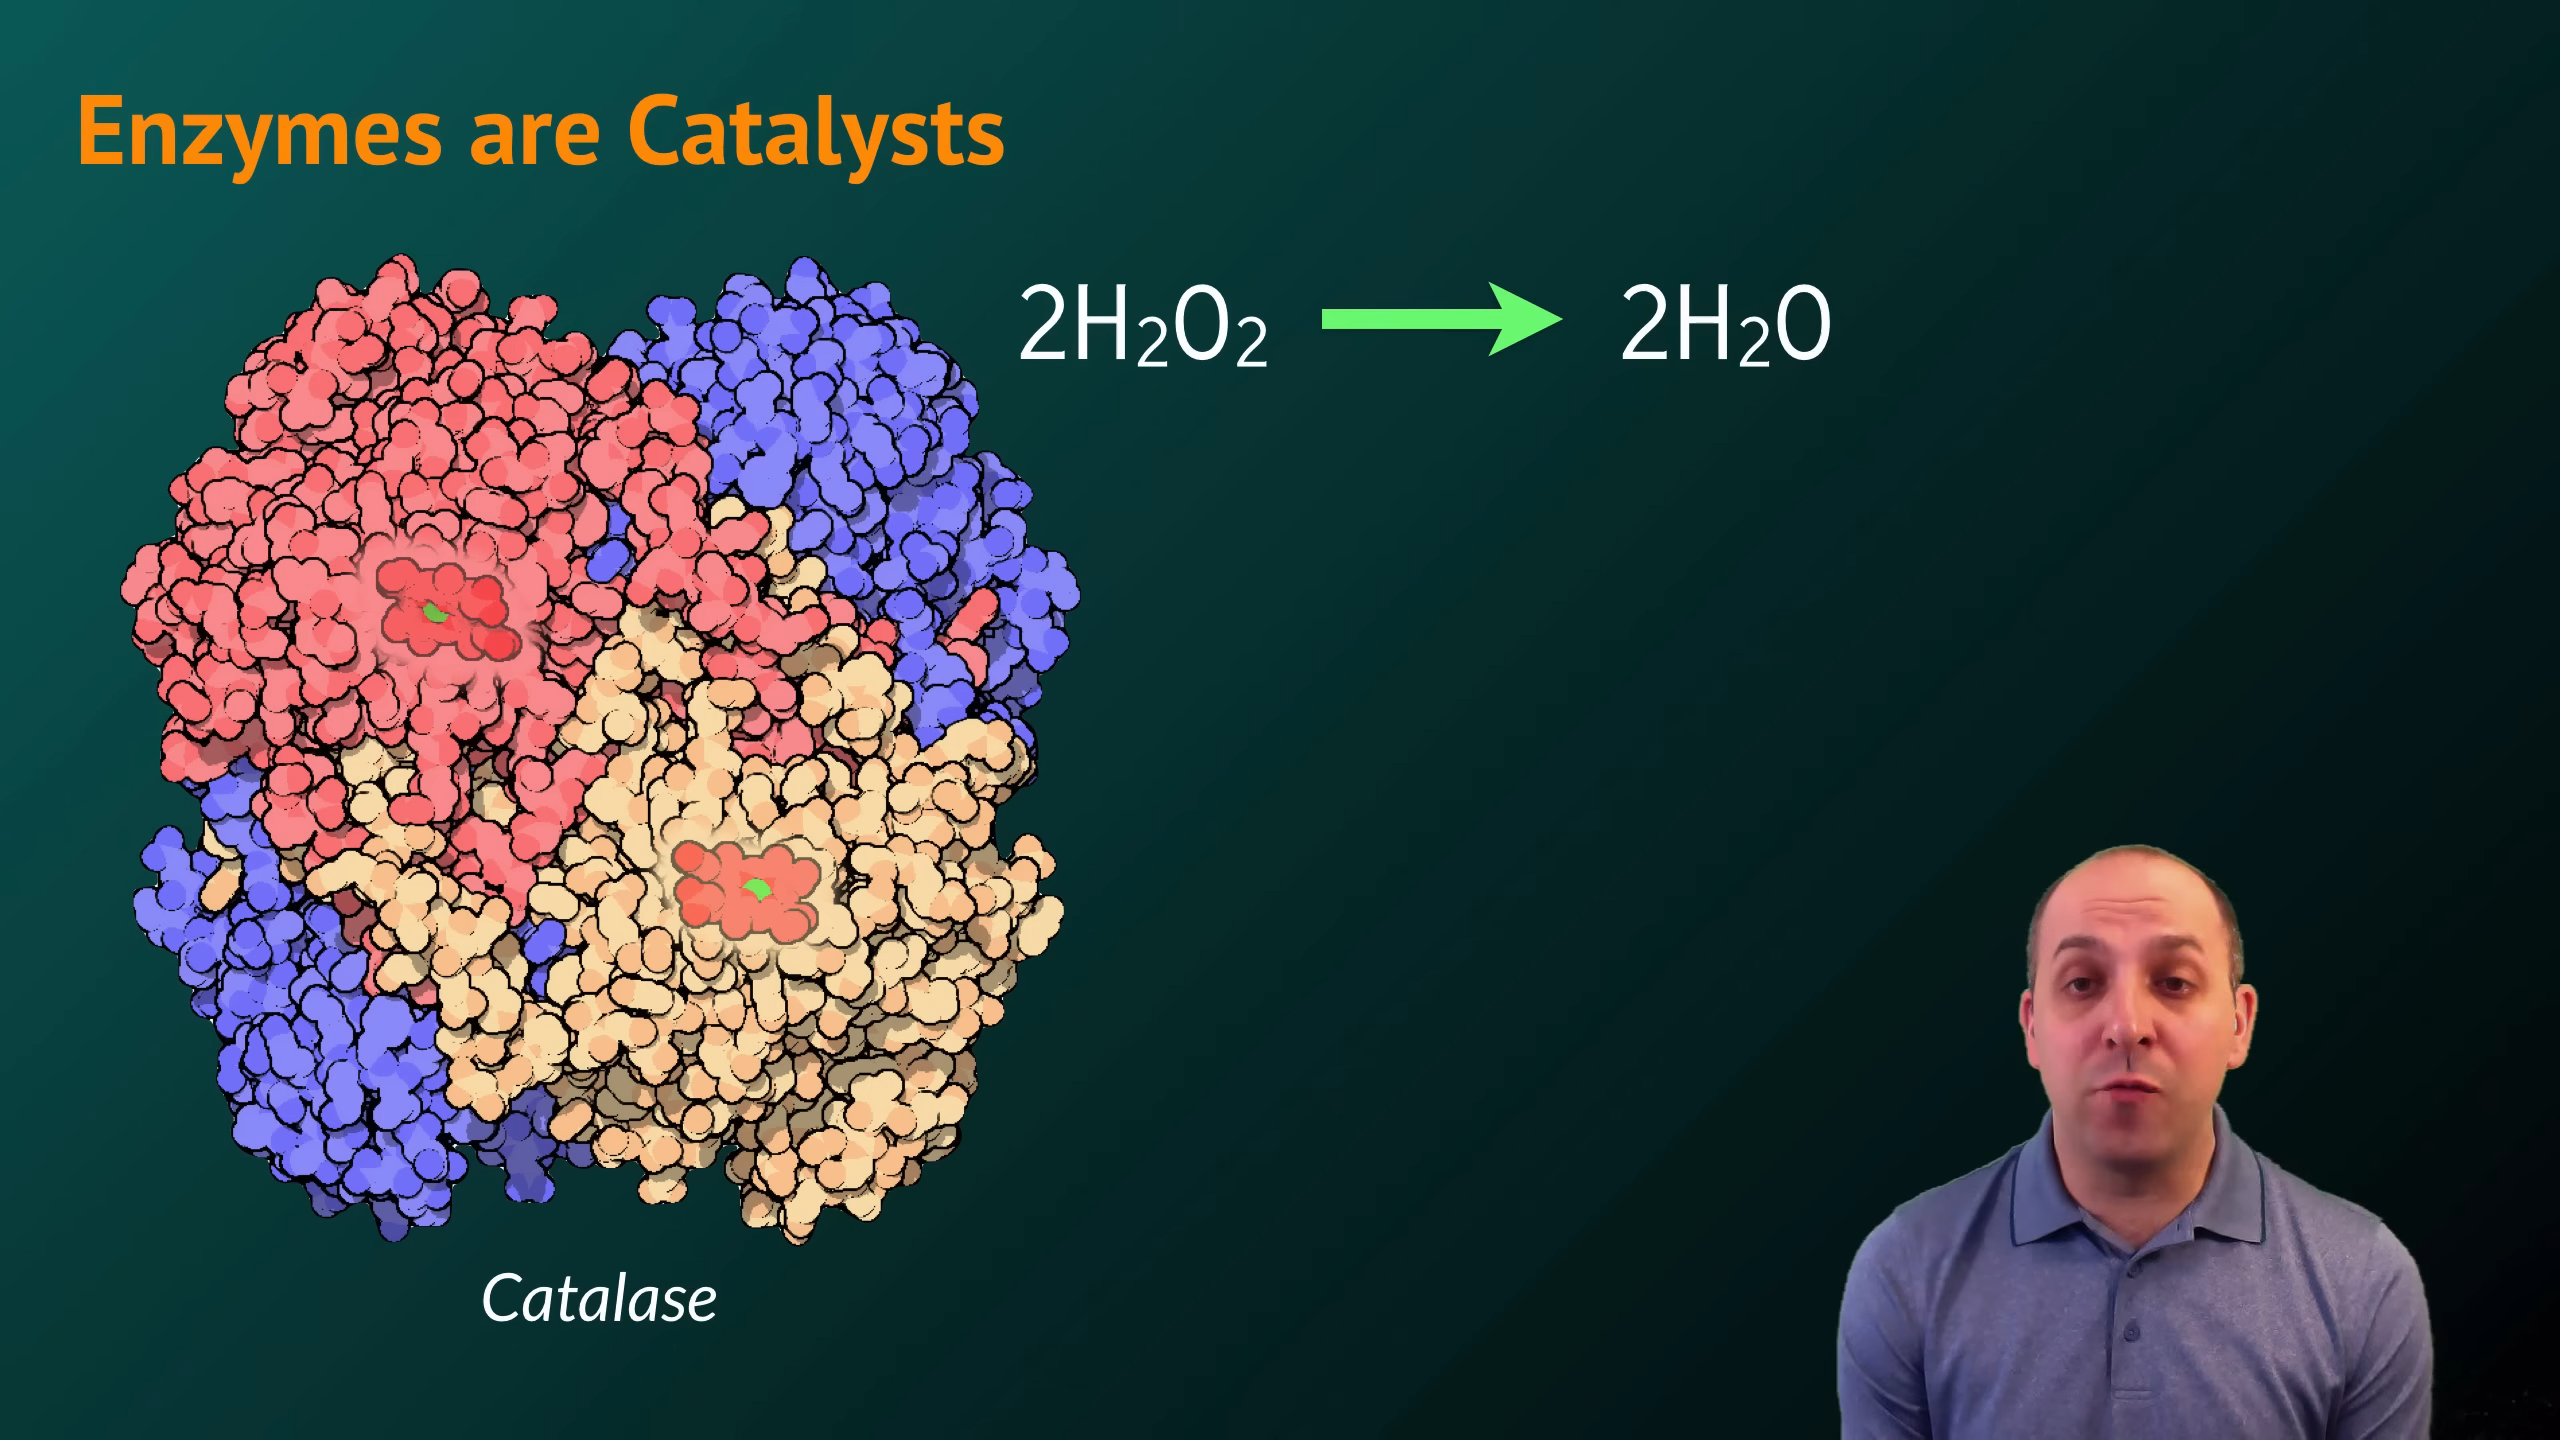 Enzymes are Catalysts
2H₂O₂ → 2H₂O
Catalase